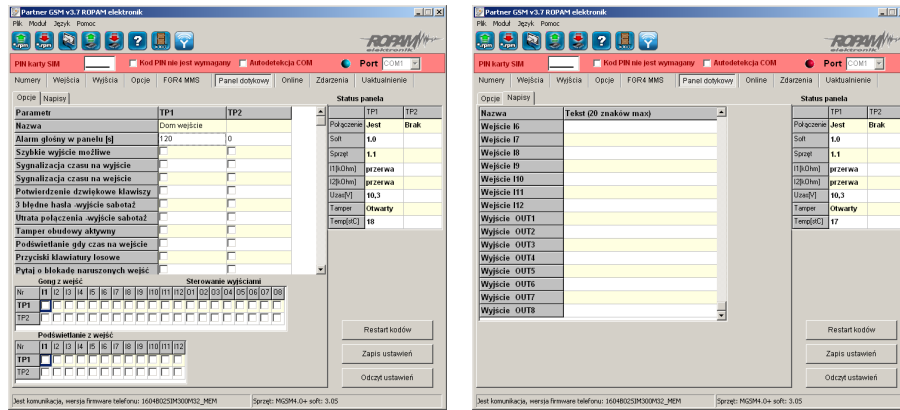 Partner GSM v3.7 ROPAM elektronik
Plik Moduł Język Pomoc
ROPAM
elektronik
PIN karty SIM Kod PIN nie jest wymagany Autodetekcja COM Port COM1
Numery Wejścia Wyjścia Opcje FGR4 MMS Panel dotykowy Online Zdarzenia Uaktualnienie
Opcje Napisy
Parametr TP1 TP2
Nazwa Dom wejście
Alarm głośny w panelu [s] 120 0
Szybkie wyjście możliwe
Sygnalizacja czasu na wyjście
Sygnalizacja czasu na wejście
Potwierdzenie dzwiękowe klawiszy
3 błędne hasła -wyjście sabotaż
Utrata połączenia -wyjście sabotaż
Tamper obudowy aktywny
Podświetlanie gdy czas na wejście
Przyciski klawiatury losowe
Pytaj o blokadę naruszonych wejść
Gong z wejść Sterowanie wyjściami
Nr I1 I2 I3 I4 I5 I6 I7 I8 I9 I10 I11 I12 O1 O2 O3 O4 O5 O6 O7 O8
TP1
TP2
Podświetlanie z wejść
Nr I1 I2 I3 I4 I5 I6 I7 I8 I9 I10 I11 I12
TP1
TP2
Status panela
TP1 TP2
Połączenie Jest Brak
Soft 1.0
Sprzęt 1.1
I1[kOhm] przerwa
I2[kOhm] przerwa
Uzas[V] 10,3
Tamper Otwarty
Temp[stC] 18
Restart kodów
Zapis ustawień
Odczyt ustawień
Jest komunikacja, wersja firmware telefonu: 1604B02SIM300M32_MEM Sprzęt: MGSM4.0+ soft: 3.05
Partner GSM v3.7 ROPAM elektronik
Plik Moduł Język Pomoc
ROPAM
elektronik
PIN karty SIM Kod PIN nie jest wymagany Autodetekcja COM Port COM1
Numery Wejścia Wyjścia Opcje FGR4 MMS Panel dotykowy Online Zdarzenia Uaktualnienie
Opcje Napisy
Nazwa Tekst (20 znaków max)
Wejście I6
Wejście I7
Wejście I8
Wejście I9
Wejście I10
Wejście I11
Wejście I12
Wyjście OUT1
Wyjście OUT2
Wyjście OUT3
Wyjście OUT4
Wyjście OUT5
Wyjście OUT6
Wyjście OUT7
Wyjście OUT8
Status panela
TP1 TP2
Połączenie Jest Brak
Soft 1.0
Sprzęt 1.1
I1[kOhm] przerwa
I2[kOhm] przerwa
Uzas[V] 10,3
Tamper Otwarty
Temp[stC] 17
Restart kodów
Zapis ustawień
Odczyt ustawień
Jest komunikacja, wersja firmware telefonu: 1604B02SIM300M32_MEM Sprzęt: MGSM4.0+ soft: 3.05